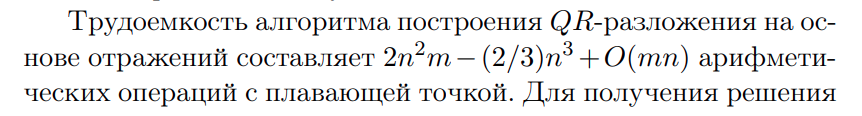 Трудоемкость алгоритма построения QR-разложения на ос-
нове отражений составляет 2n²m − (2/3)n³ + O(mn) арифмети-
ческих операций с плавающей точкой. Для получения решения